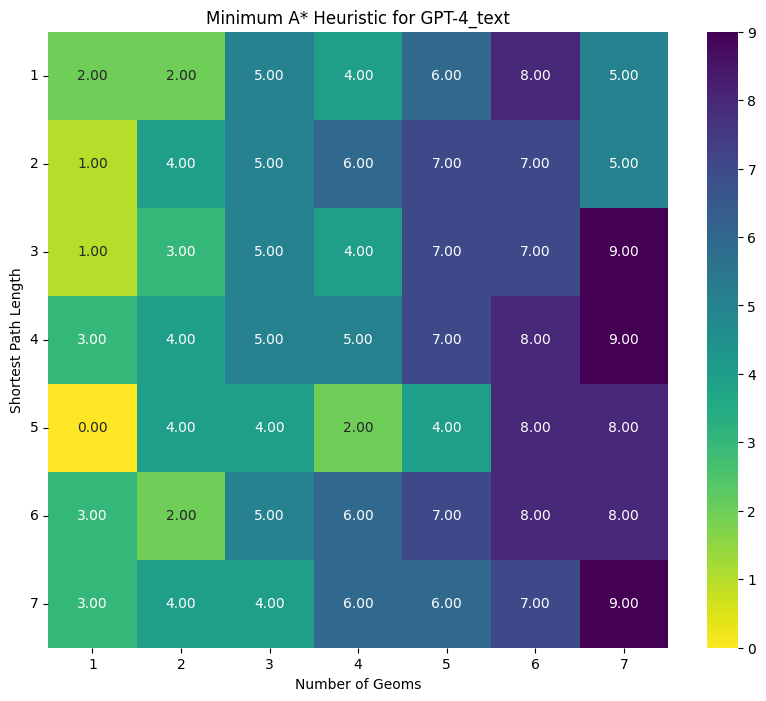 Minimum A* Heuristic for GPT-4_text
9
1 2.00 2.00 5.00 4.00 6.00 8.00 5.00
8
2 1.00 4.00 5.00 6.00 7.00 7.00 5.00
7
6
3 1.00 3.00 5.00 4.00 7.00 7.00 9.00
5
Shortest Path Length
4 3.00 4.00 5.00 5.00 7.00 8.00 9.00
4
5 0.00 4.00 4.00 2.00 4.00 8.00 8.00
3
6 3.00 2.00 5.00 6.00 7.00 8.00 8.00
2
1
7 3.00 4.00 4.00 6.00 6.00 7.00 9.00
0
1 2 3 4 5 6 7
Number of Geoms